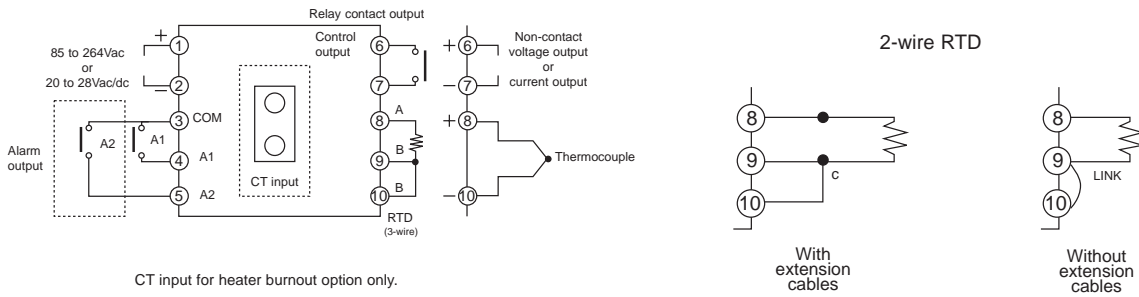 Relay contact output
85 to 264Vac
or
20 to 28Vac/dc
+
1
2
−
Alarm
output
A2
A1
3
COM
4
A1
5
A2
CT input
Control
output
6
7
8
A
9
B
10
B
RTD
(3-wire)
+
6
−
7
Non-contact
voltage output
or
current output
+
8
−
10
Thermocouple
CT input for heater burnout option only.
2-wire RTD
8
9
10
c
With
extension
cables
8
9
10
LINK
Without
extension
cables